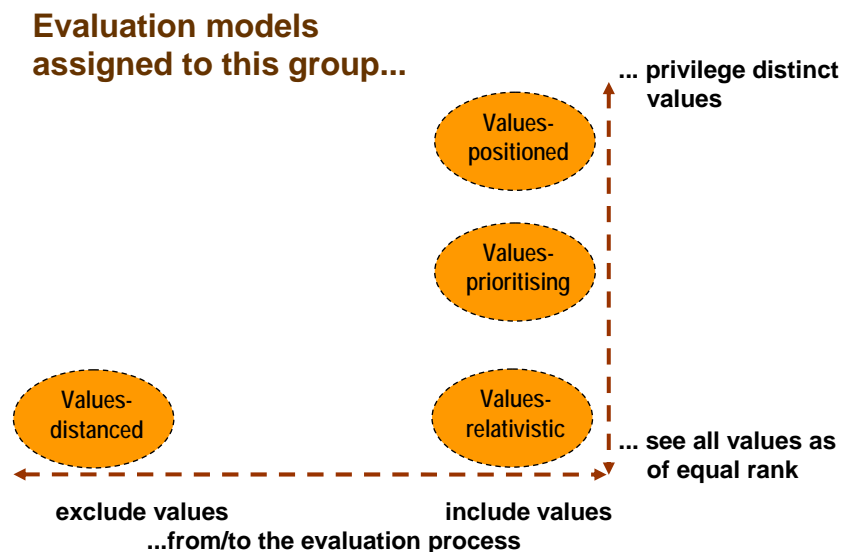 Evaluation models
assigned to this group...
... privilege distinct
values
Values-
positioned
Values-
prioritising
Values-
distanced
Values-
relativistic
... see all values as
of equal rank
exclude values
include values
...from/to the evaluation process